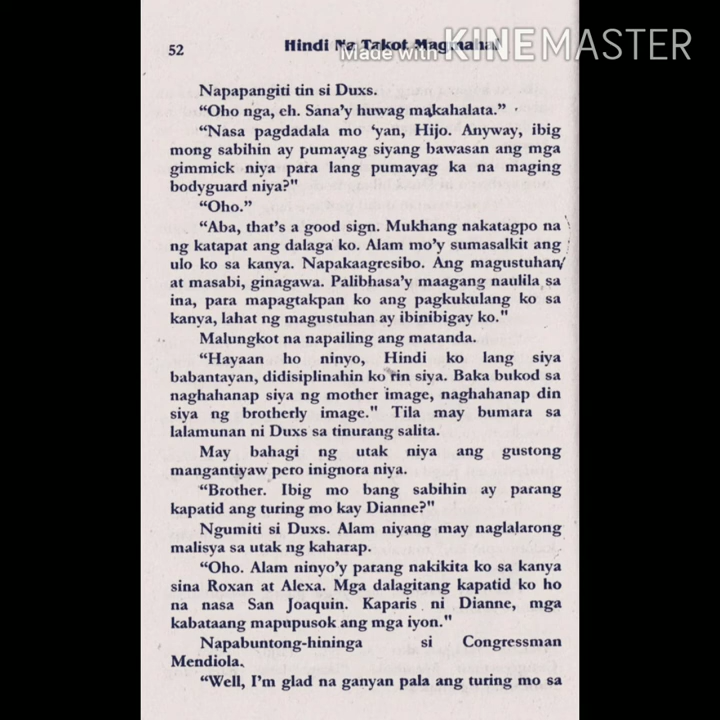 52
Hindi Na Takot Magmahal
Made with KINEMASTER
Napapangiti tin si Duxs.
“Oho nga, eh. Sana’y huwag makahalata.”
“Nasa pagdadala mo ‘yan, Hijo. Anyway, ibig
mong sabihin ay pumayag siyang bawasan ang mga
gimmick niya para lang pumayag ka na maging
bodyguard niya?"
“Oho.”
“Aba, that’s a good sign. Mukhang nakatagpo na
ng katapat ang dalaga ko. Alam mo’y sumasalkit ang
ulo ko sa kanya. Napakaagresibo. Ang magustuhan
at masabi, ginagawa. Palibhasa’y maagang naulila sa
ina, para mapagtakpan ko ang pagkukulang ko sa
kanya, lahat ng magustuhan ay ibinibigay ko."
Malungkot na napailing ang matanda.
“Hayaan ho ninyo, Hindi ko lang siya
babantayan, didisiplinahin ko rin siya. Baka bukod sa
naghahanap siya ng mother image, naghahanap din
siya ng brotherly image." Tila may bumara sa
lalamunan ni Duxs sa tinurang salita.
May bahagi ng utak niya ang gustong
mangantiyaw pero inignora niya.
“Brother. Ibig mo bang sabihin ay parang
kapatid ang turing mo kay Dianne?"
Ngumiti si Duxs. Alam niyang may naglalarong
malisya sa utak ng kaharap.
“Oho. Alam ninyo’y parang nakikita ko sa kanya
sina Roxan at Alexa. Mga dalagitang kapatid ko ho
na nasa San Joaquin. Kaparis ni Dianne, mga
kabataang mapupusok ang mga iyon."
Napabuntong-hininga si Congressman
Mendiola.
“Well, I’m glad na ganyan pala ang turing mo sa